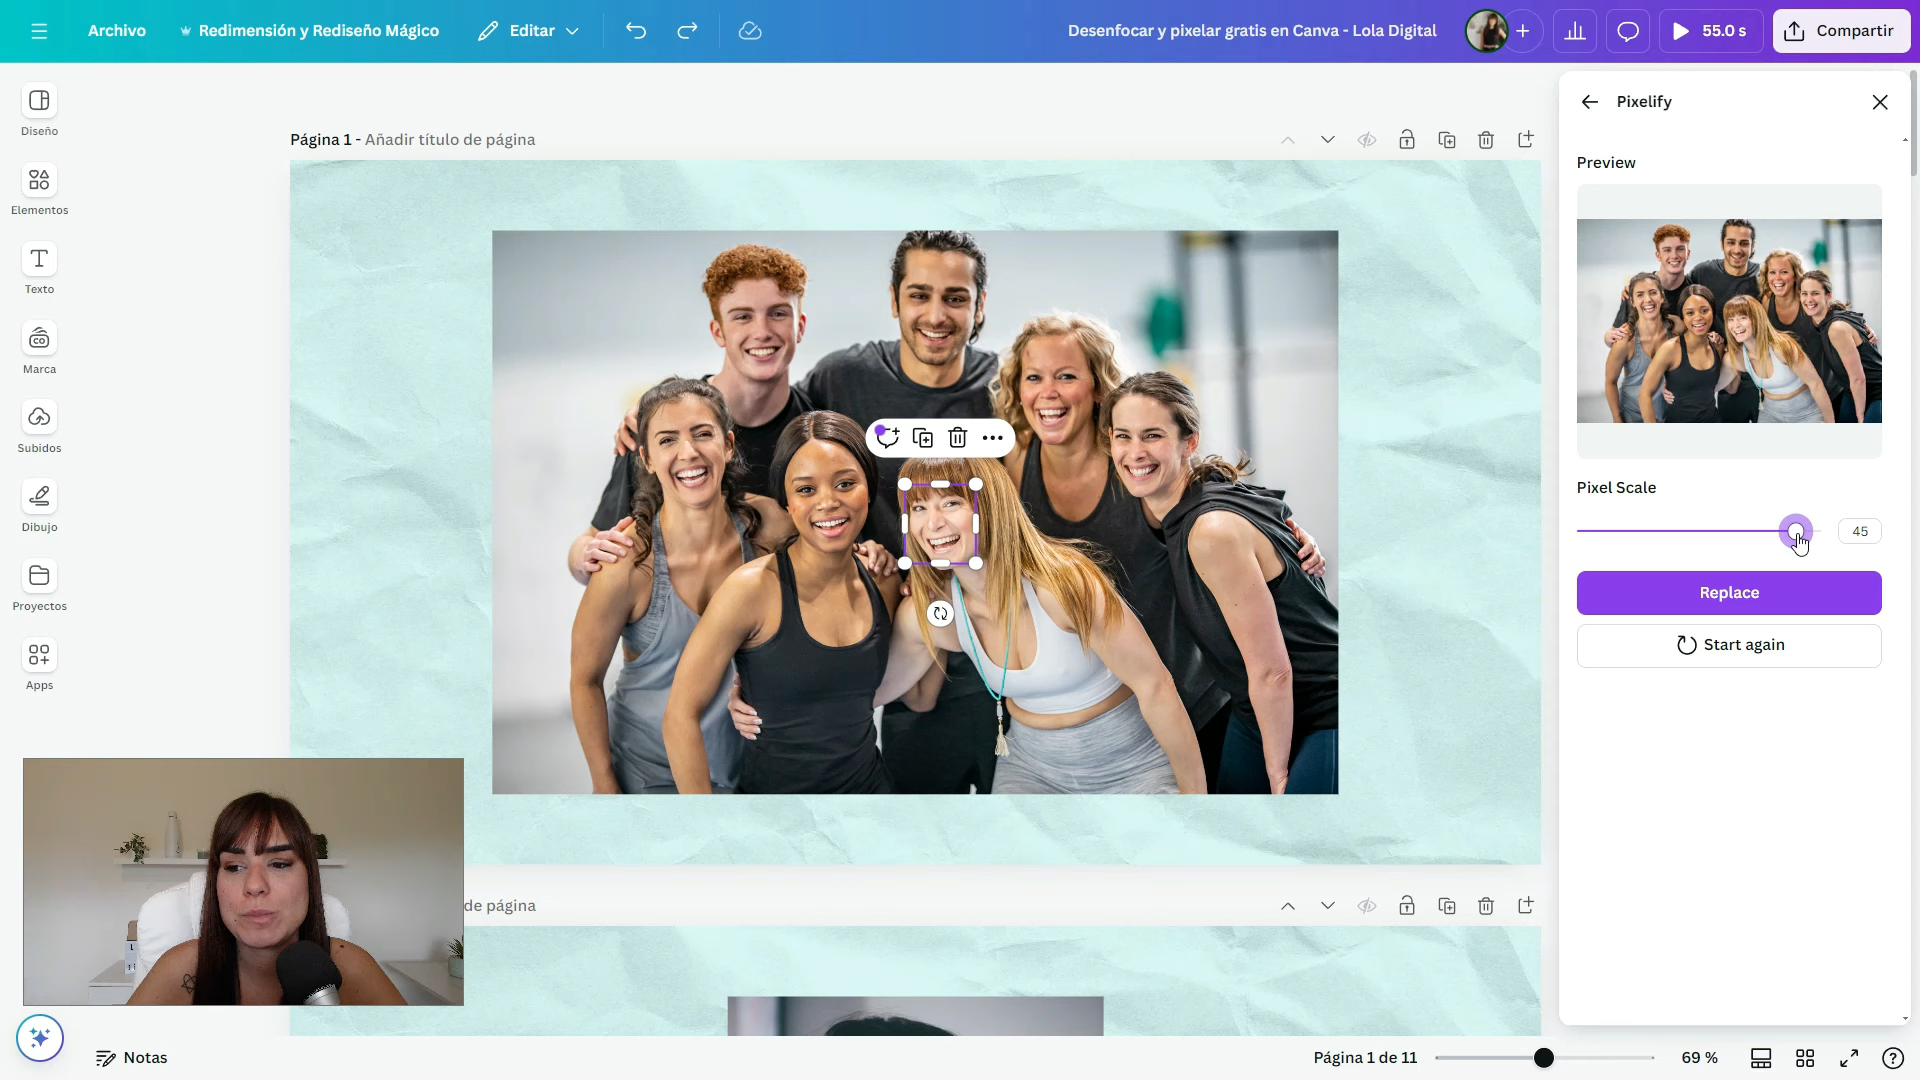 Archivo
Redimensión y Rediseño Mágico
Editar
Desenfocar y pixelar gratis en Canva - Lola Digital
55.0 s
Compartir
Diseño
Elementos
Texto
Marca
Subidos
Dibujo
Proyectos
Apps
Página 1 - Añadir título de página
Pixelify
Preview
Pixel Scale
45
Replace
Start again
de página
Notas
Página 1 de 11
69 %